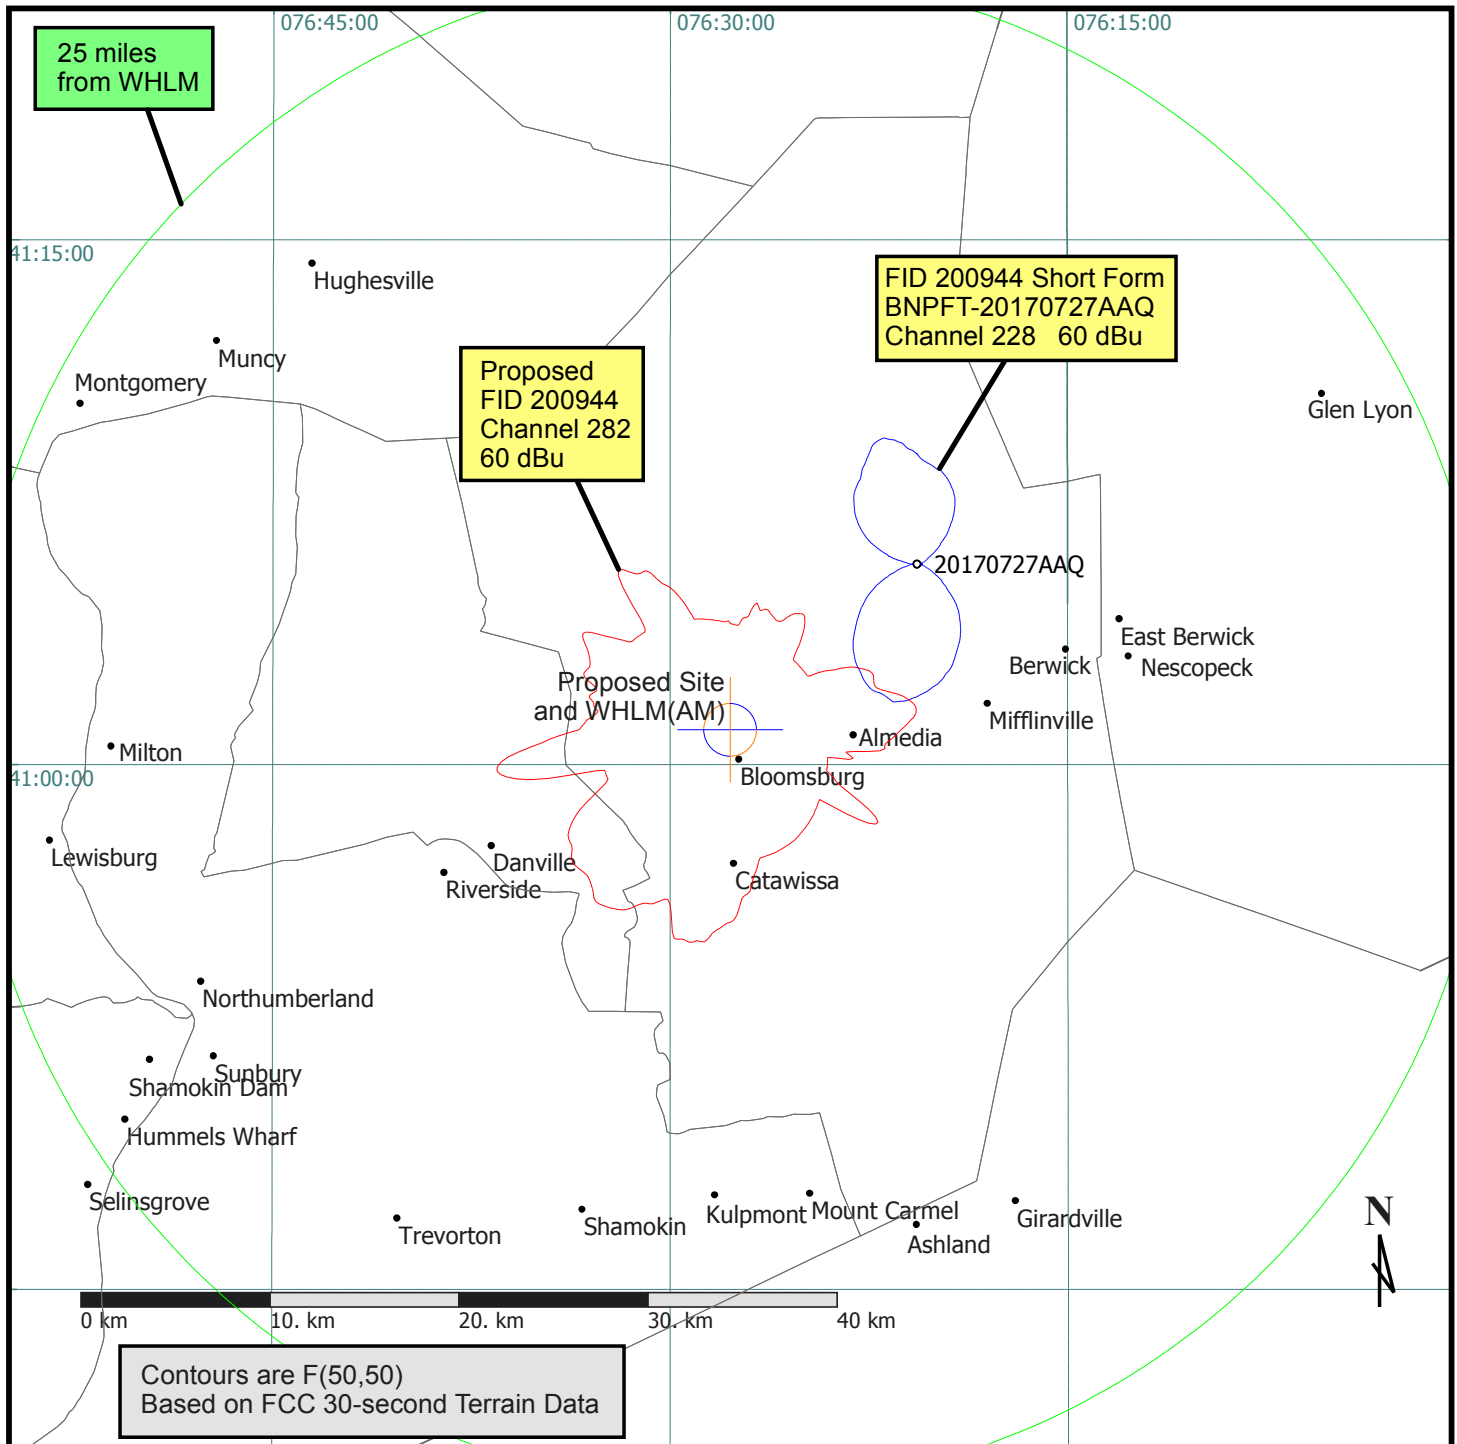 076:45:00
076:30:00
076:15:00
25 miles
from WHLM
41:15:00
Hughesville
FID 200944 Short Form
BNPFT-20170727AAQ
Channel 228 60 dBu
Muncy
Montgomery
Proposed
FID 200944
Channel 282
60 dBu
Glen Lyon
20170727AAQ
East Berwick
Berwick
Nescopeck
Proposed Site
and WHLM(AM)
Mifflinville
Almedia
Milton
41:00:00
Bloomsburg
Lewisburg
Danville
Riverside
Catawissa
Northumberland
Sunbury
Shamokin Dam
Hummels Wharf
Selinsgrove
Trevorton
Shamokin
Kulpmont
Mount Carmel
Girardville
Ashland
N
0 km
10. km
20. km
30. km
40 km
Contours are F(50,50)
Based on FCC 30-second Terrain Data